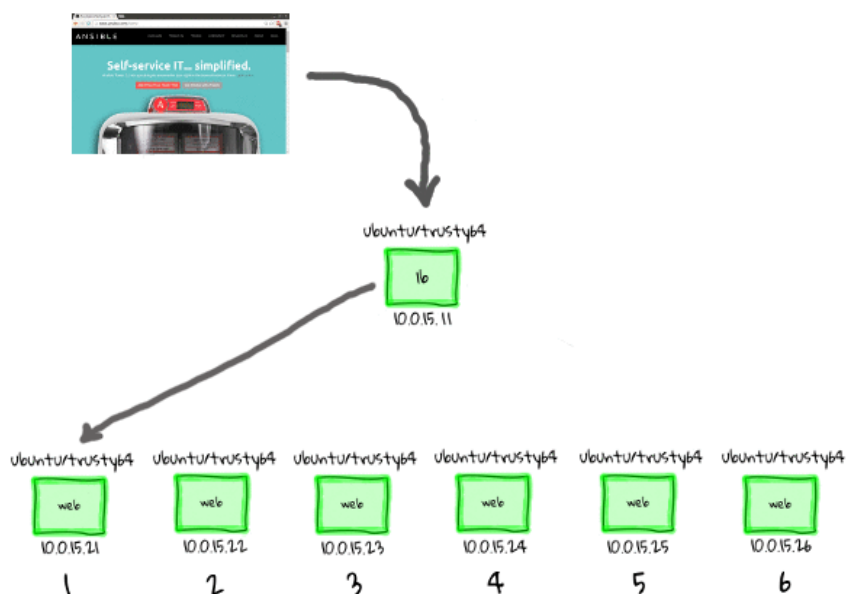 ANSIBLE
Self-service IT... simplified.
ubuntu/trusty64
lb
10.0.15.11
ubuntu/trusty64 ubuntu/trusty64 ubuntu/trusty64 ubuntu/trusty64 ubuntu/trusty64 ubuntu/trusty64
web web web web web web
10.0.15.21 10.0.15.22 10.0.15.23 10.0.15.24 10.0.15.25 10.0.15.26
1 2 3 4 5 6